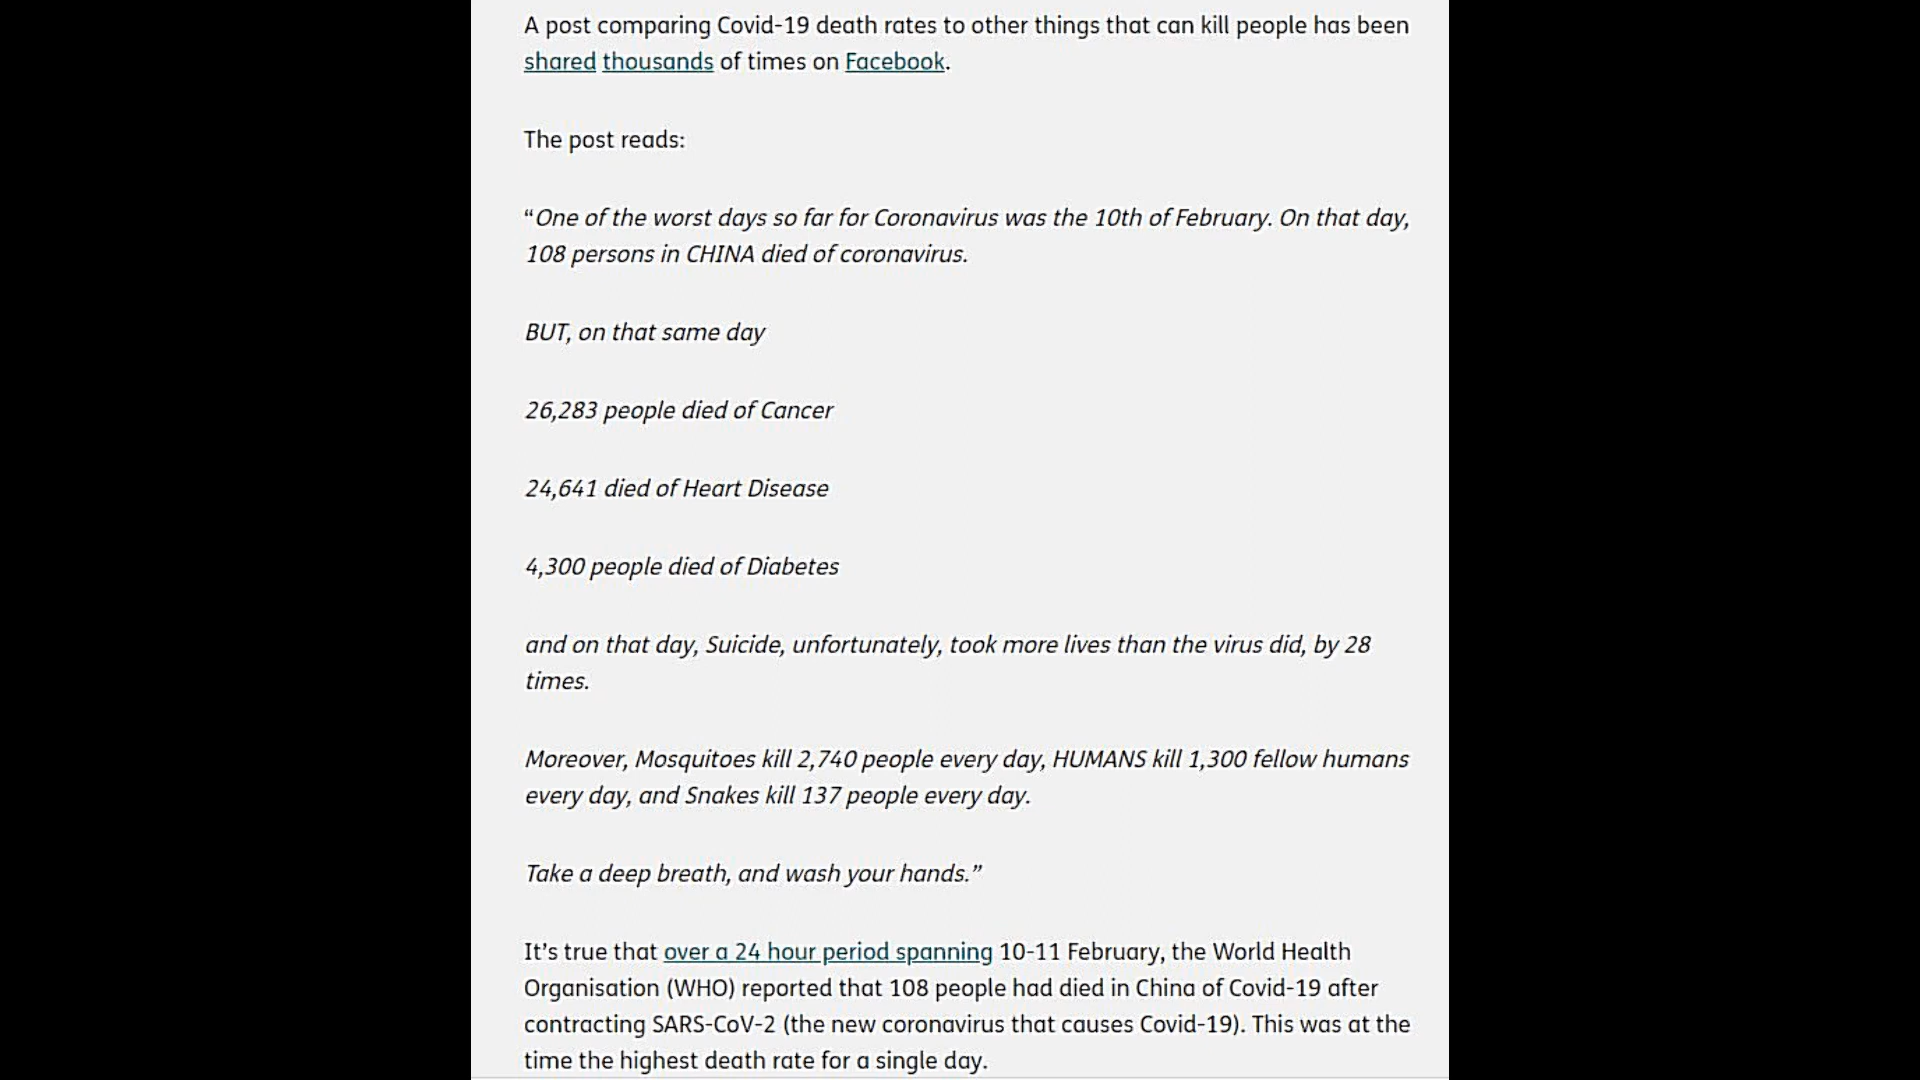 A post comparing Covid-19 death rates to other things that can kill people has been
shared thousands of times on Facebook.
The post reads:
“One of the worst days so far for Coronavirus was the 10th of February. On that day,
108 persons in CHINA died of coronavirus.
BUT, on that same day
26,283 people died of Cancer
24,641 died of Heart Disease
4,300 people died of Diabetes
and on that day, Suicide, unfortunately, took more lives than the virus did, by 28
times.
Moreover, Mosquitoes kill 2,740 people every day, HUMANS kill 1,300 fellow humans
every day, and Snakes kill 137 people every day.
Take a deep breath, and wash your hands.”
It’s true that over a 24 hour period spanning 10-11 February, the World Health
Organisation (WHO) reported that 108 people had died in China of Covid-19 after
contracting SARS-CoV-2 (the new coronavirus that causes Covid-19). This was at the
time the highest death rate for a single day.